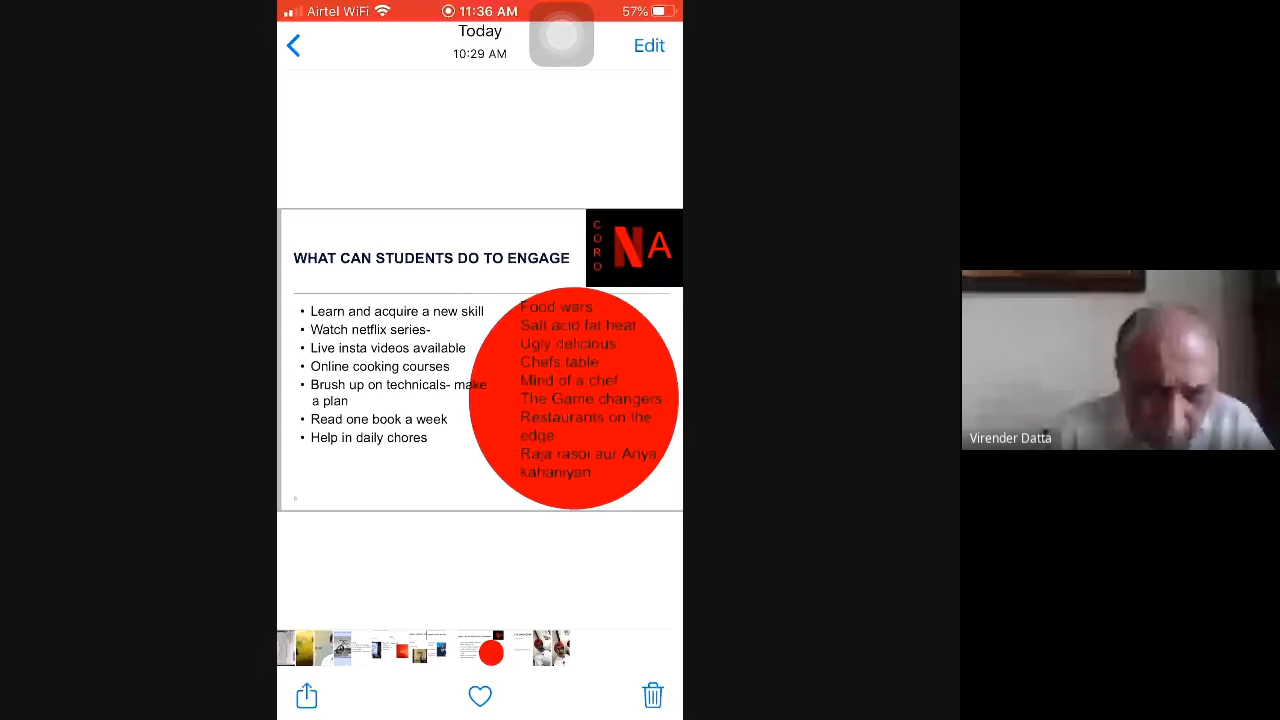 Airtel WiFi 11:36 AM 57%
Today
10:29 AM
Edit
WHAT CAN STUDENTS DO TO ENGAGE
C
O
R
O
N A
• Learn and acquire a new skill
• Watch netflix series-
• Live insta videos available
• Online cooking courses
• Brush up on technicals- make
a plan
• Read one book a week
• Help in daily chores
Food wars
Salt acid fat heat
Ugly delicious
Chefs table
Mind of a chef
The Game changers
Restaurants on the
edge
Raja rasoi aur Anya
kahaniyan
Virender Datta